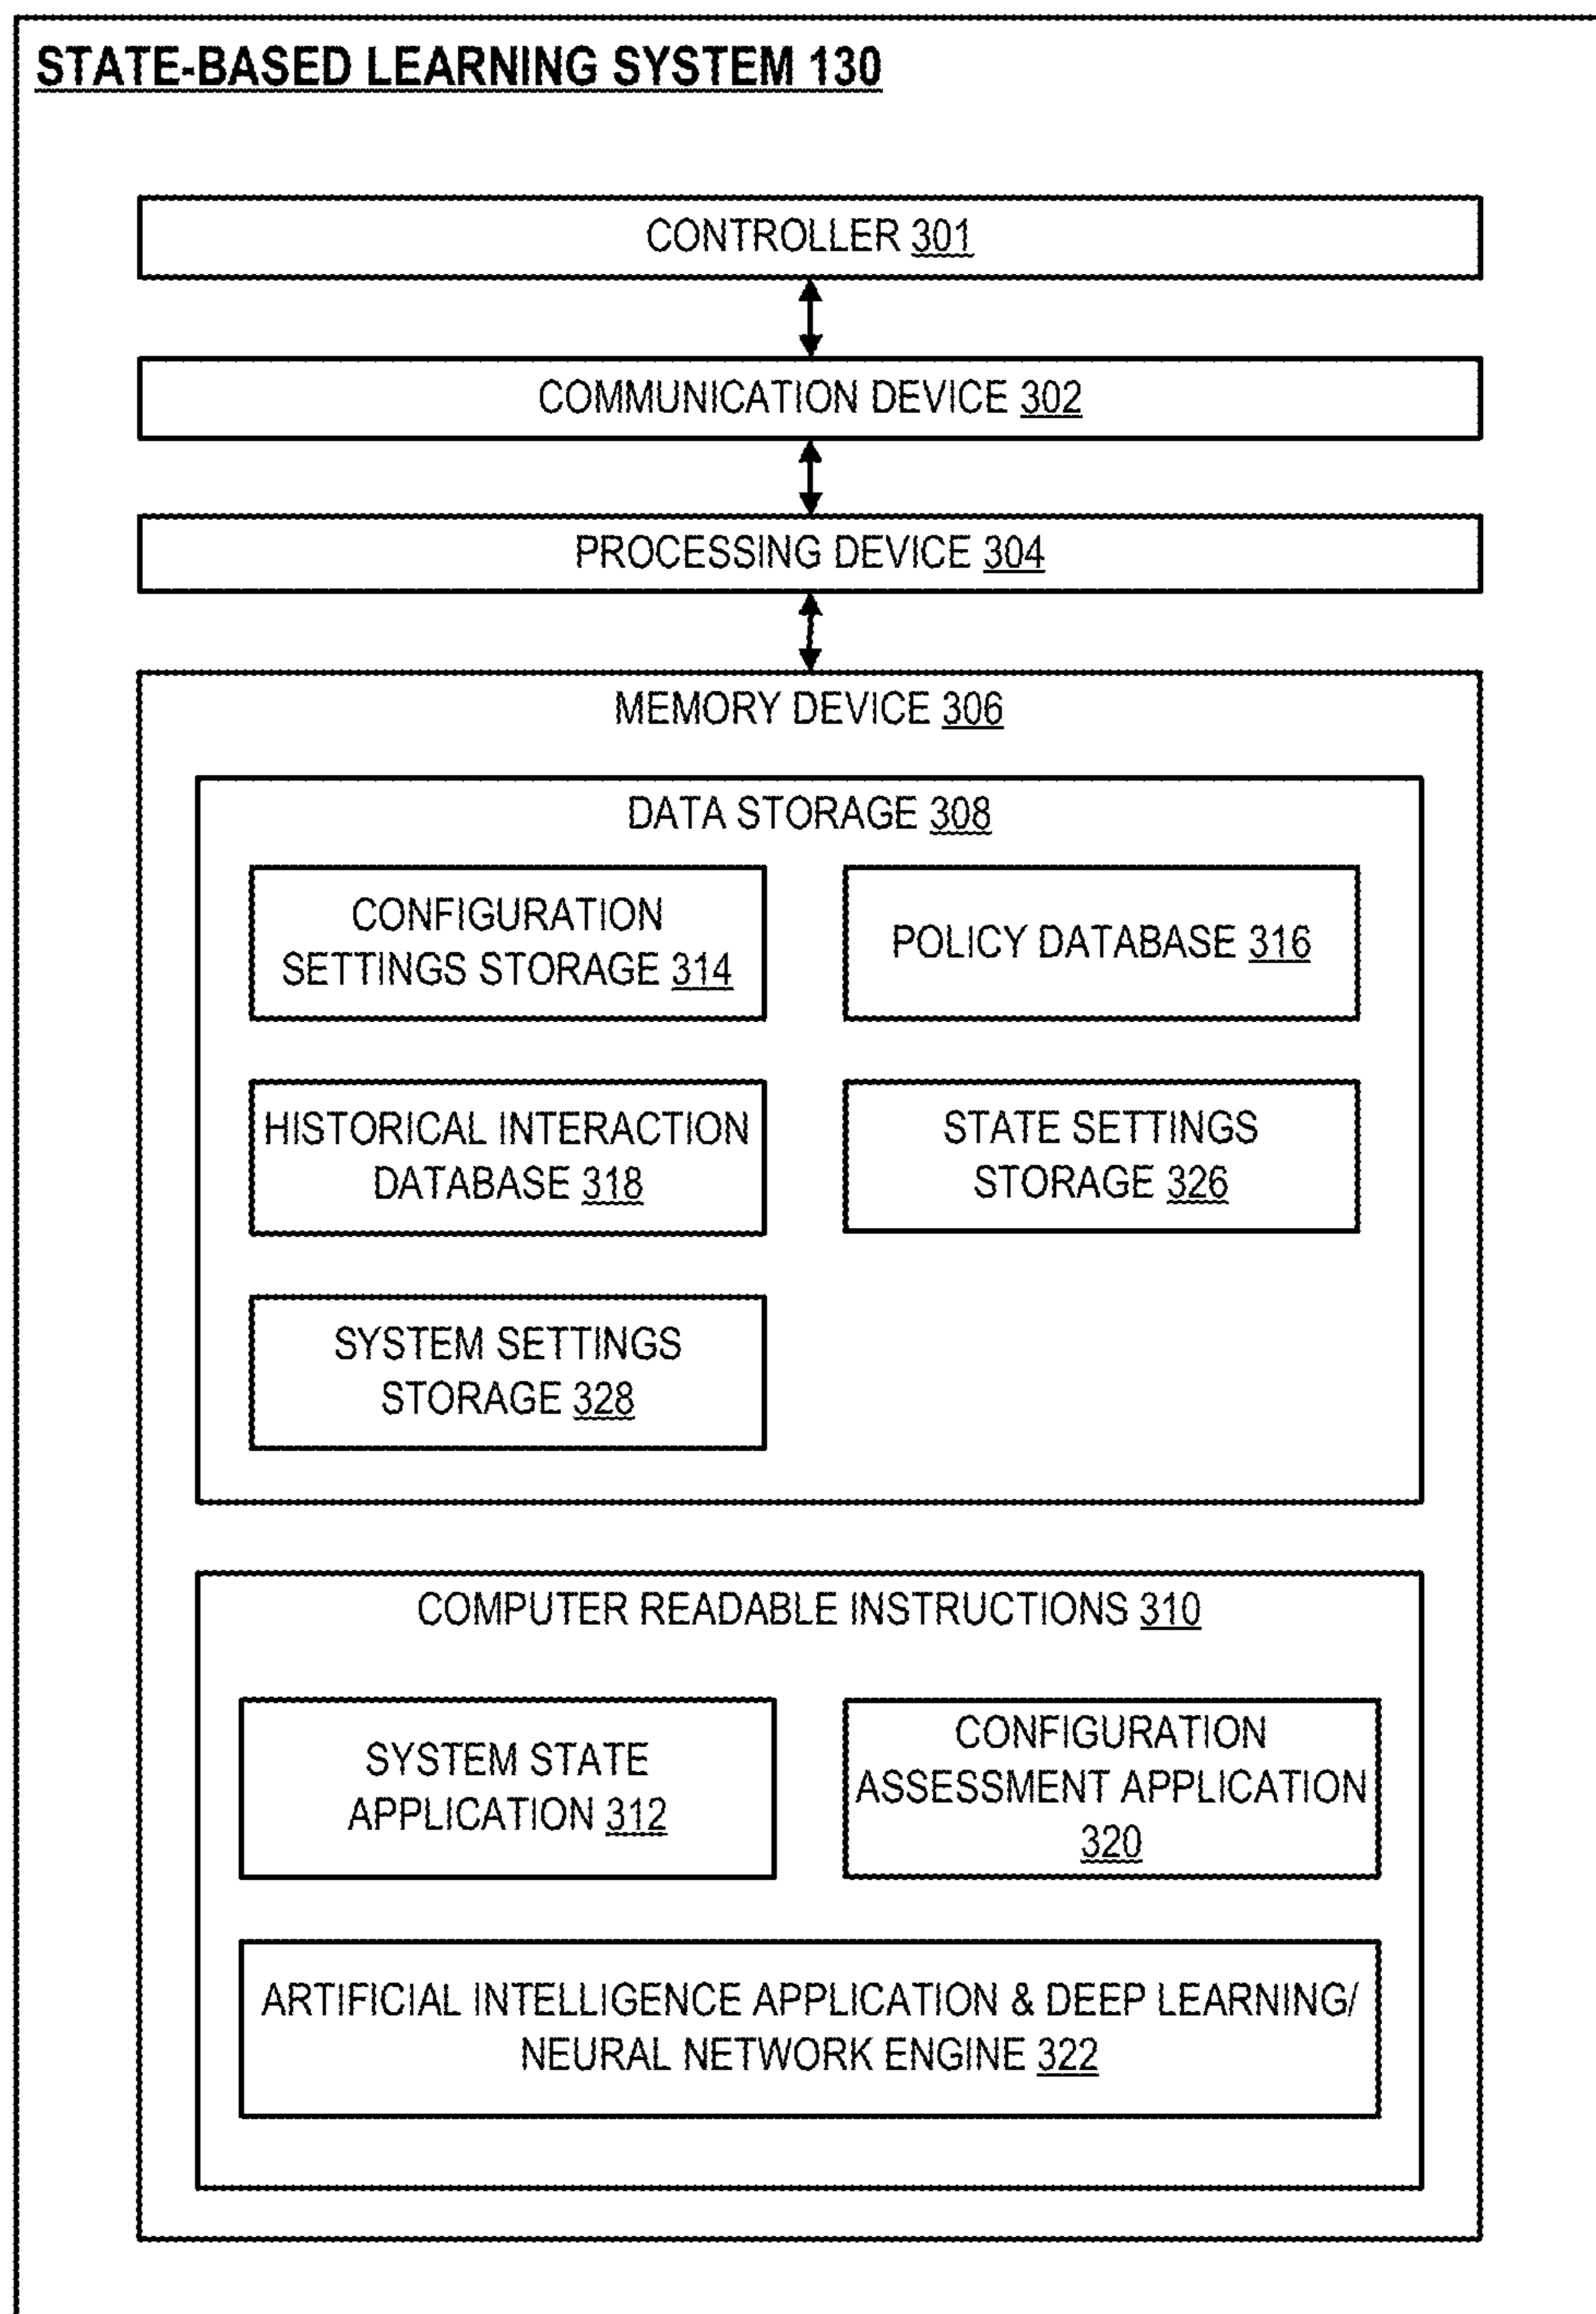 STATE-BASED LEARNING SYSTEM 130
CONTROLLER 301
COMMUNICATION DEVICE 302
PROCESSING DEVICE 304
MEMORY DEVICE 306
DATA STORAGE 308
CONFIGURATION
SETTINGS STORAGE 314
POLICY DATABASE 316
HISTORICAL INTERACTION
DATABASE 318
STATE SETTINGS
STORAGE 326
SYSTEM SETTINGS
STORAGE 328
COMPUTER READABLE INSTRUCTIONS 310
SYSTEM STATE
APPLICATION 312
CONFIGURATION
ASSESSMENT APPLICATION
320
ARTIFICIAL INTELLIGENCE APPLICATION & DEEP LEARNING/
NEURAL NETWORK ENGINE 322